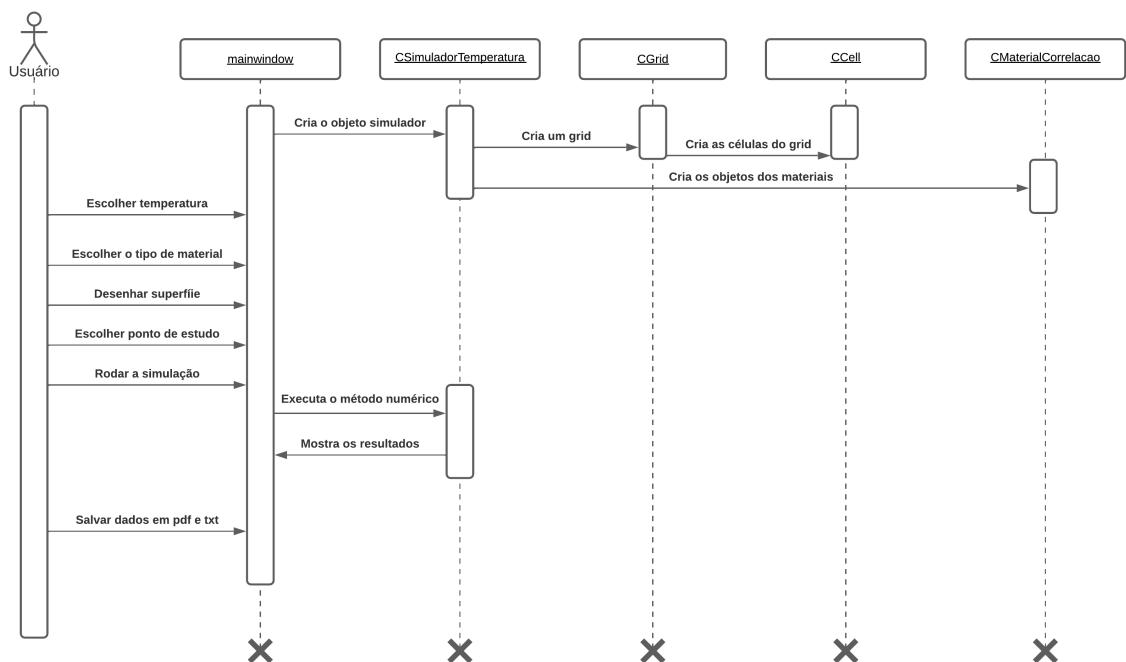 Usuário
mainwindow
CSimuladorTemperatura
CGrid
CCell
CMaterialCorrelacao
Cria o objeto simulador
Cria um grid
Cria as células do grid
Cria os objetos dos materiais
Escolher temperatura
Escolher o tipo de material
Desenhar superfíie
Escolher ponto de estudo
Rodar a simulação
Executa o método numérico
Mostra os resultados
Salvar dados em pdf e txt